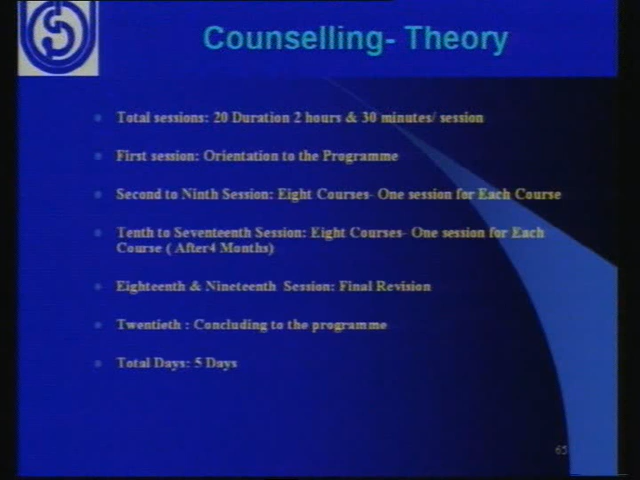 Counselling- Theory
Total sessions: 20 Duration 2 hours & 30 minutes/ session
First session: Orientation to the Programme
Second to Ninth Session: Eight Courses- One session for Each Course
Tenth to Seventeenth Session: Eight Courses- One session for Each
Course ( After4 Months)
Eighteenth & Nineteenth Session: Final Revision
Twentieth : Concluding to the programme
Total Days: 5 Days
65